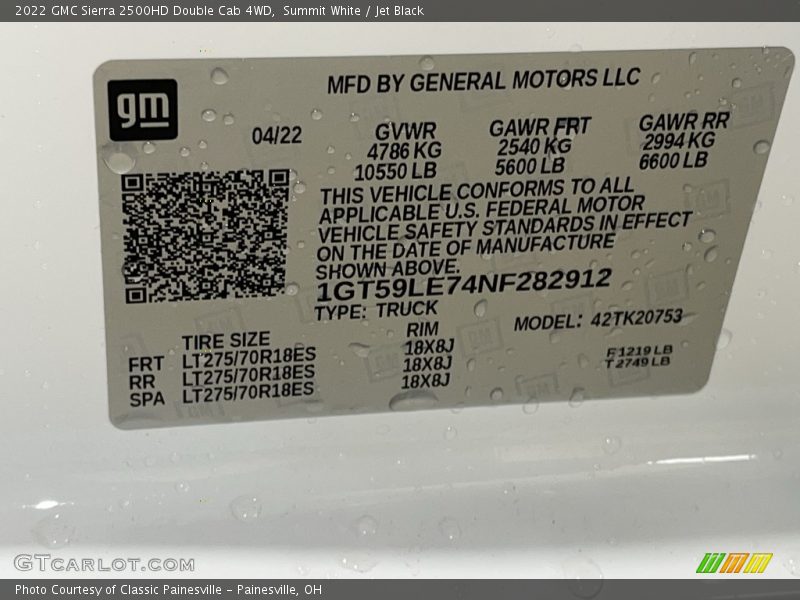 2022 GMC Sierra 2500HD Double Cab 4WD,  Summit White / Jet Black
MFD BY GENERAL MOTORS LLC
gm
04/22
GVWR
4786 KG
10550 LB
GAWR FRT
2540 KG
5600 LB
GAWR RR
2994 KG
6600 LB
THIS VEHICLE CONFORMS TO ALL
APPLICABLE U.S. FEDERAL MOTOR
VEHICLE SAFETY STANDARDS IN EFFECT
ON THE DATE OF MANUFACTURE
SHOWN ABOVE.
1GT59LE74NF282912
TYPE: TRUCK
MODEL: 42TK20753
TIRE SIZE
RIM
FRT LT275/70R18ES 18X8J
RR LT275/70R18ES 18X8J
SPA LT275/70R18ES 18X8J
F1219 LB
T2749 LB
GTCARLOT.COM
Photo Courtesy of Classic Painesville - Painesville, OH